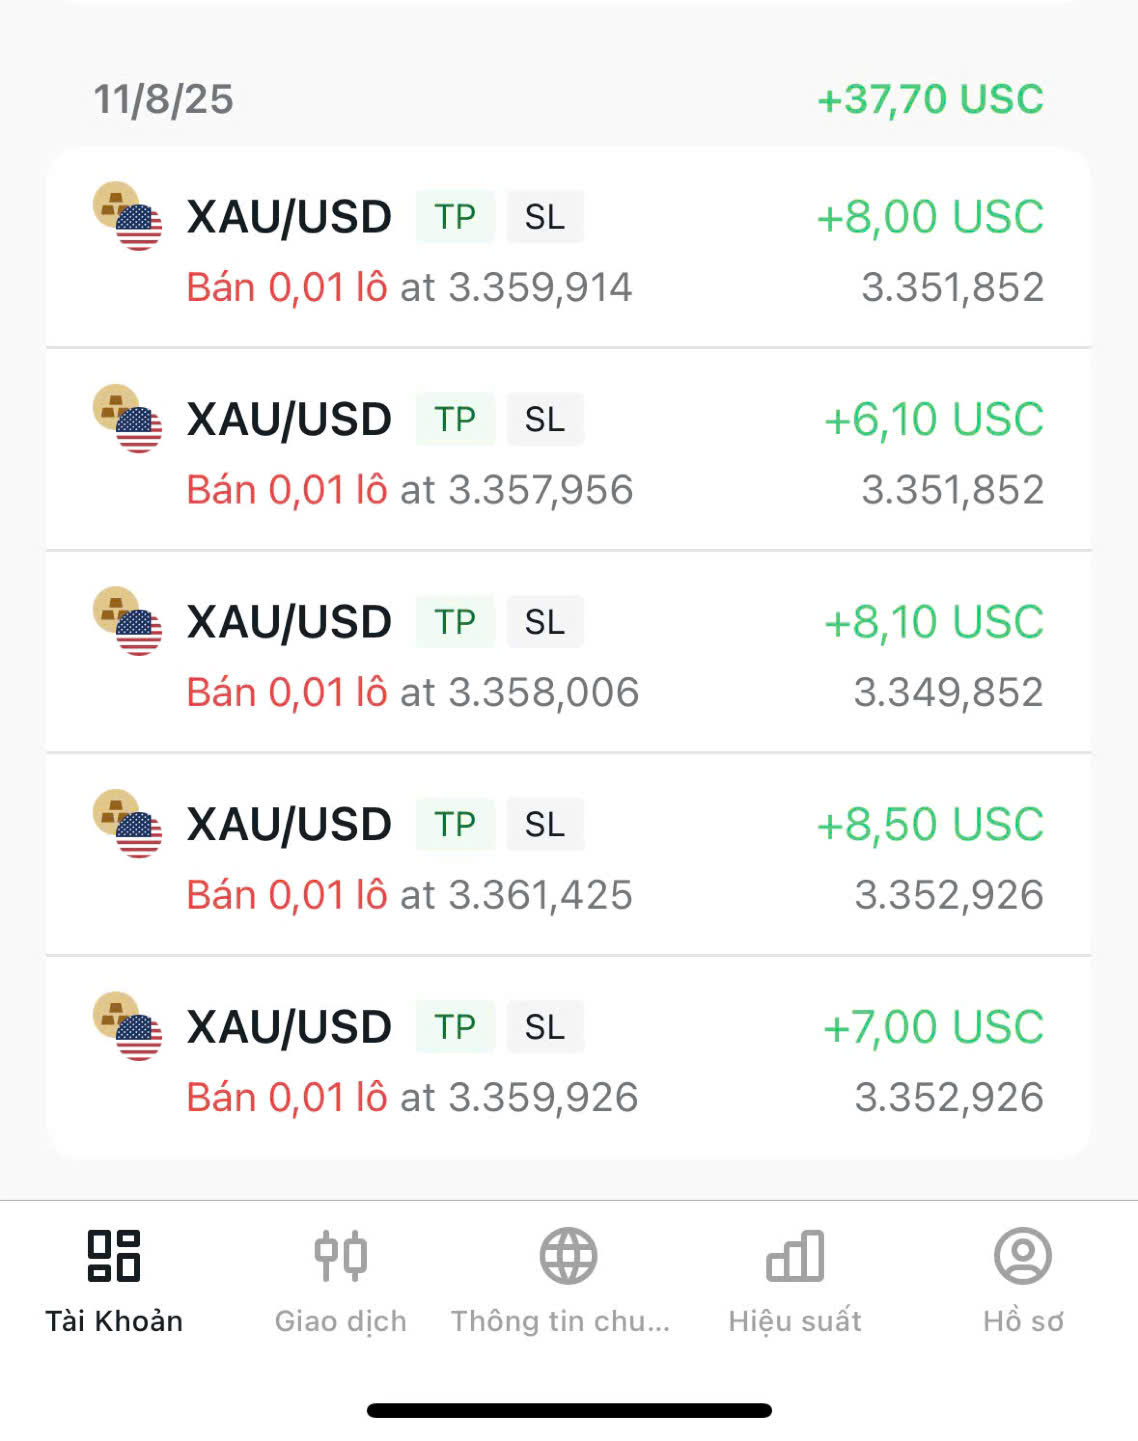 11/8/25 +37,70 USC
XAU/USD TP SL +8,00 USC
Bán 0,01 lô at 3.359,914 3.351,852
XAU/USD TP SL +6,10 USC
Bán 0,01 lô at 3.357,956 3.351,852
XAU/USD TP SL +8,10 USC
Bán 0,01 lô at 3.358,006 3.349,852
XAU/USD TP SL +8,50 USC
Bán 0,01 lô at 3.361,425 3.352,926
XAU/USD TP SL +7,00 USC
Bán 0,01 lô at 3.359,926 3.352,926
Tài Khoản Giao dịch Thông tin chu... Hiệu suất Hồ sơ